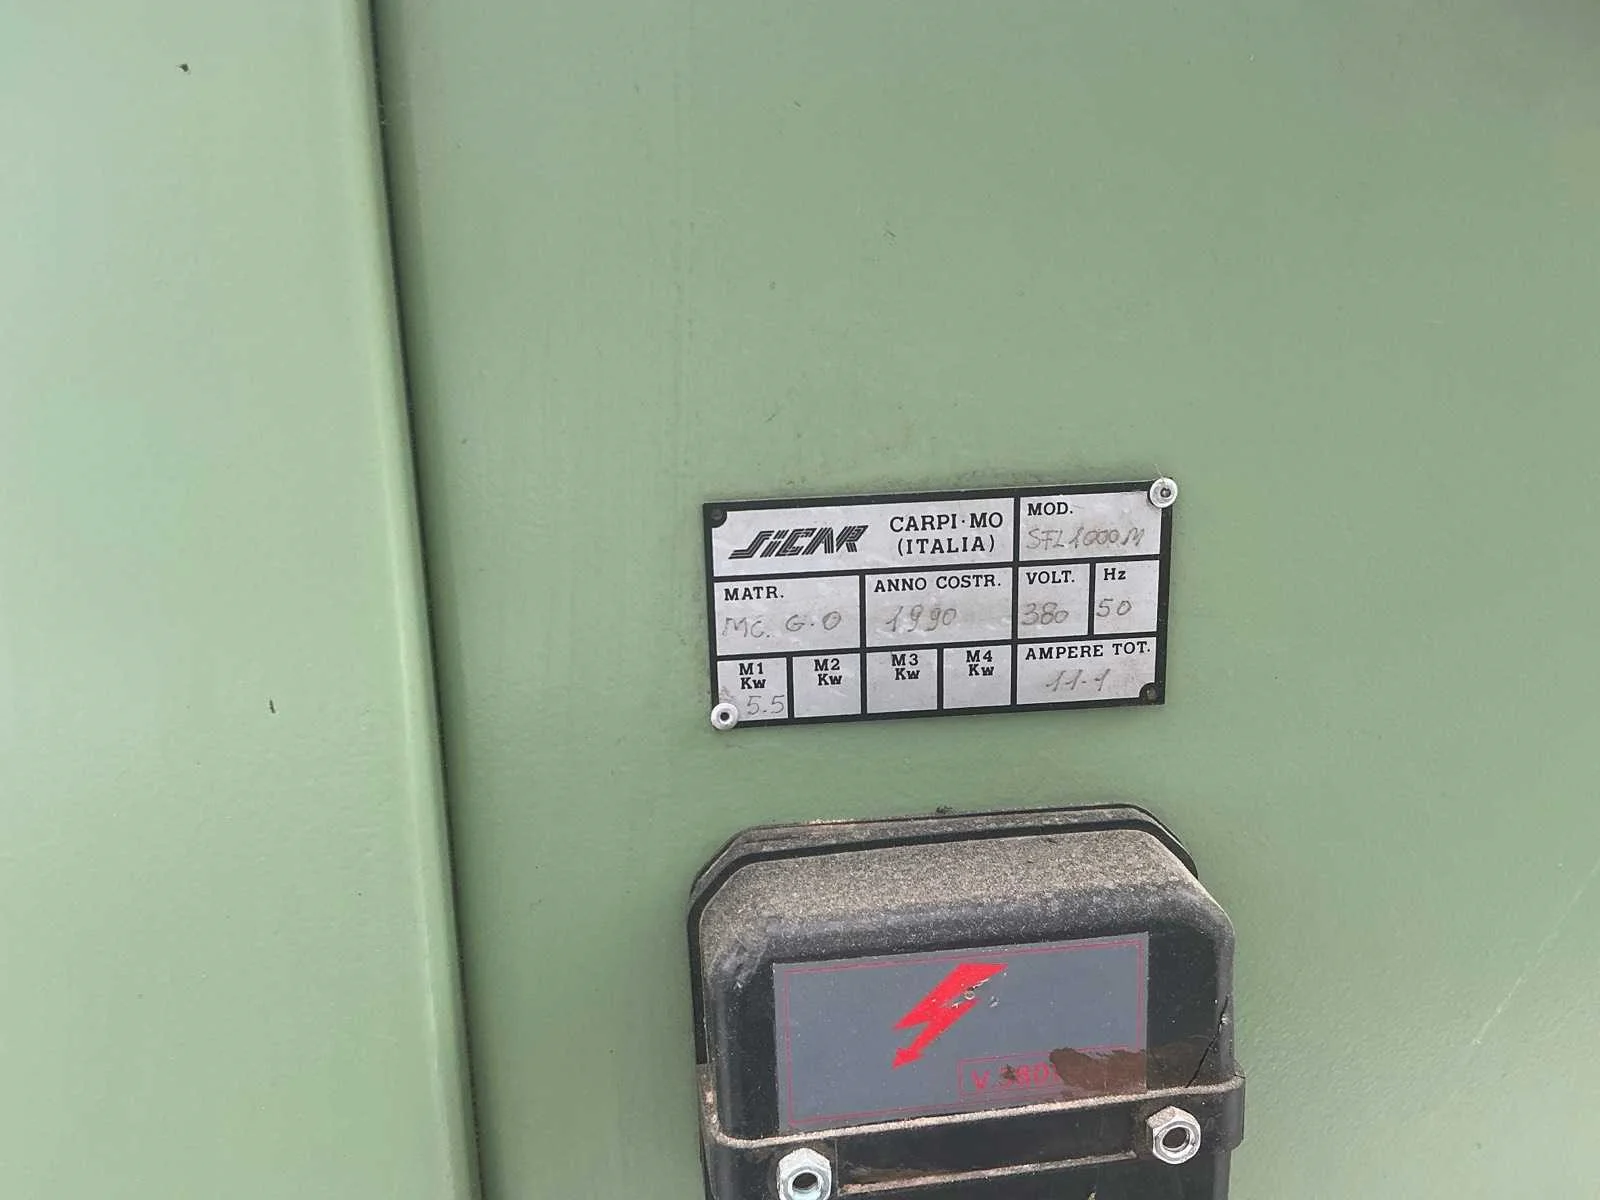 SICAR CARPI·MO
(ITALIA)
MOD.
SFL1000M
MATR.
MC. G.O
ANNO COSTR.
1990
VOLT.
380
Hz
50
M1
Kw
5.5
M2
Kw
M3
Kw
M4
Kw
AMPERE TOT.
11.1
V 380